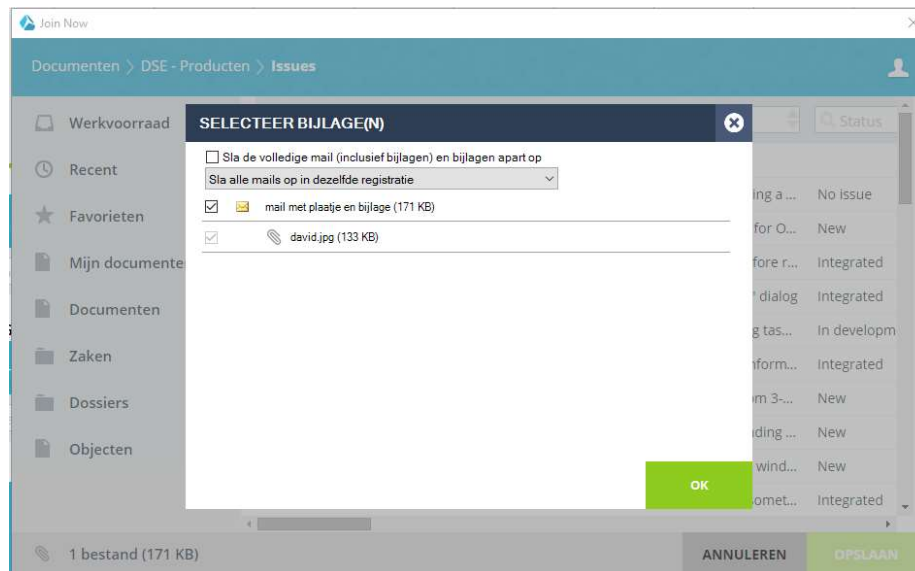 Join Now
Documenten > DSE - Producten > Issues
Werkvoorraad
Recent
Favorieten
Mijn documente
Documenten
Zaken
Dossiers
Objecten
SELECTEER BIJLAGE(N)
Sla de volledige mail (inclusief bijlagen) en bijlagen apart op
Sla alle mails op in dezelfde registratie
mail met plaatje en bijlage (171 KB)
david.jpg (133 KB)
OK
Status
ing a ... No issue
for O... New
fore r... Integrated
' dialog Integrated
g tas... In developm
nform... Integrated
om 3-... New
ding ... New
wind... New
omet... Integrated
1 bestand (171 KB)
ANNULEREN
OPSLAAN